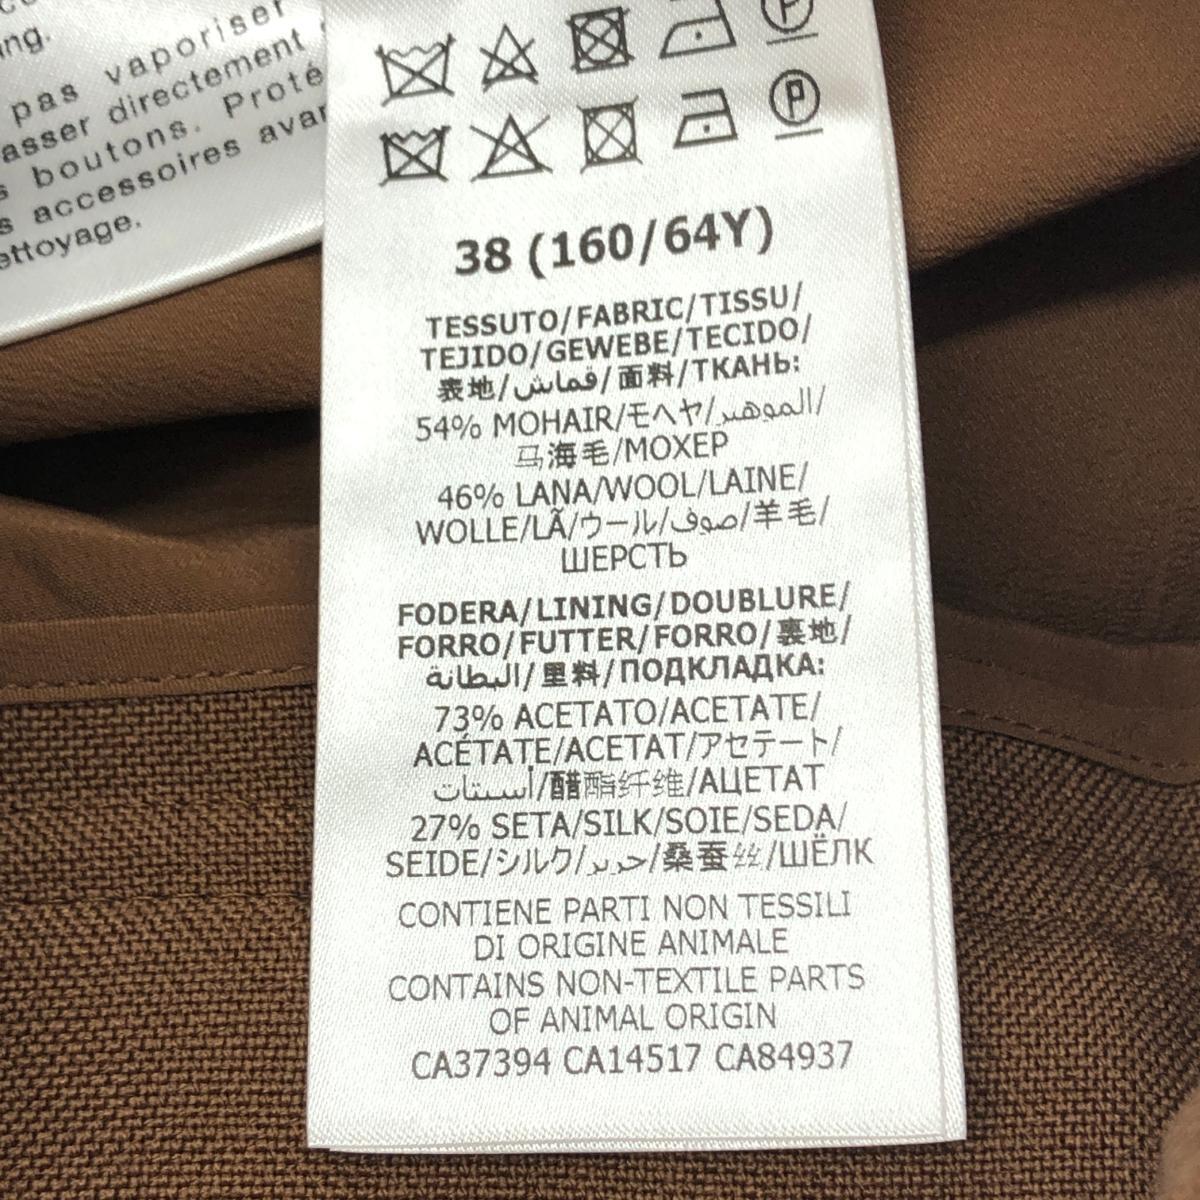 ng.
pas vaporiser
asser directement
boutons. Proté
s accessoires avan
ettoyage.
P
P
38 (160/64Y)
TESSUTO/FABRIC/TISSU/
TEJIDO/GEWEBE/TECIDO/
表地/قماش/面料/ТКАНЬ:
54% MOHAIR/モヘヤ/الموهير/
马海毛/МОХЕР
46% LANA/WOOL/LAINE/
WOLLE/LÃ/ウール/صوف/羊毛/
ШЕРСТЬ
FODERA/LINING/DOUBLURE/
FORRO/FUTTER/FORRO/裏地/
البطانة/里料/ПОДКЛАДКА:
73% ACETATO/ACETATE/
ACÉTATE/ACETAT/アセテート/
أسيتات/醋酯纤维/АЦЕТАТ
27% SETA/SILK/SOIE/SEDA/
SEIDE/シルク/حرير/桑蚕丝/ШЁЛК
CONTIENE PARTI NON TESSILI
DI ORIGINE ANIMALE
CONTAINS NON-TEXTILE PARTS
OF ANIMAL ORIGIN
CA37394 CA14517 CA84937